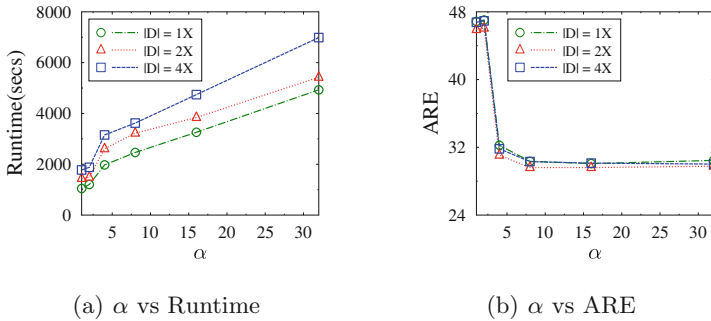 8000
6000
4000
2000
0
Runtime(secs)
|D| = 1X
|D| = 2X
|D| = 4X
5 10 15 20 25 30
α
(a) α vs Runtime
48
40
32
24
ARE
|D| = 1X
|D| = 2X
|D| = 4X
5 10 15 20 25 30
α
(b) α vs ARE